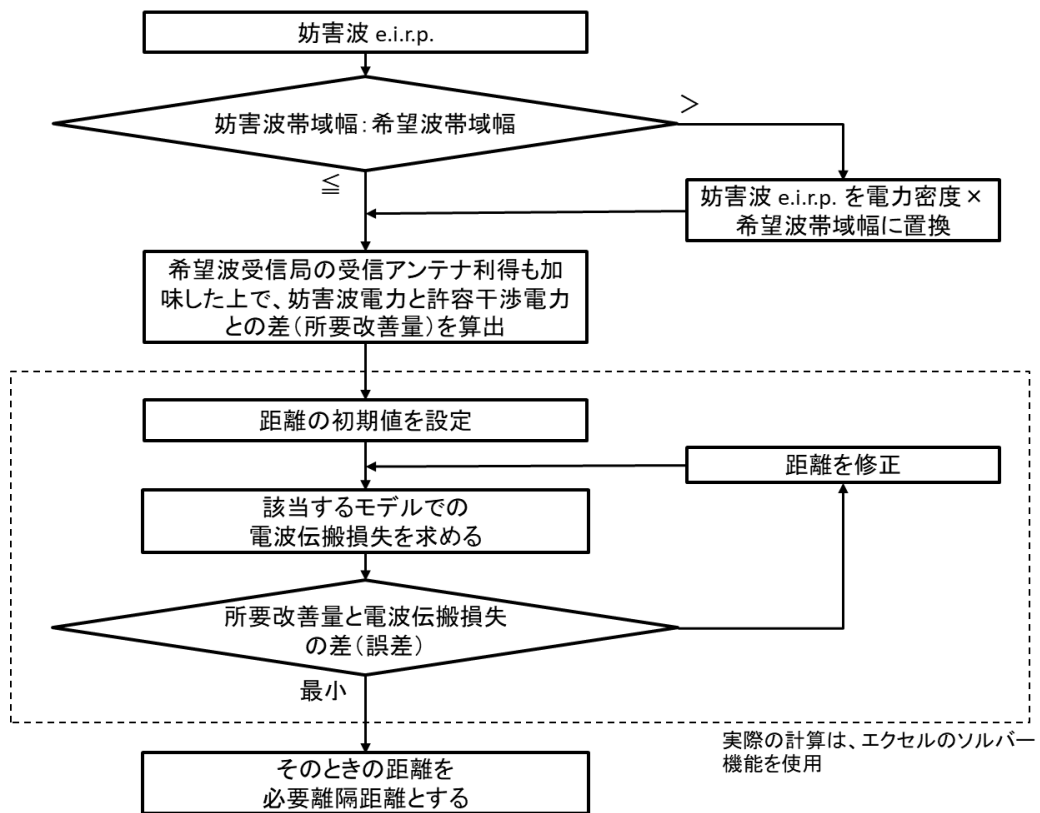 妨害波 e.i.r.p.
妨害波帯域幅：希望波帯域幅
＞
≦
妨害波 e.i.r.p. を電力密度×
希望波帯域幅に置換
希望波受信局の受信アンテナ利得も加
味した上で、妨害波電力と許容干渉電力
との差（所要改善量）を算出
距離の初期値を設定
距離を修正
該当するモデルでの
電波伝搬損失を求める
所要改善量と電波伝搬損失
の差（誤差）
最小
実際の計算は、エクセルのソルバー
機能を使用
そのときの距離を
必要離隔距離とする